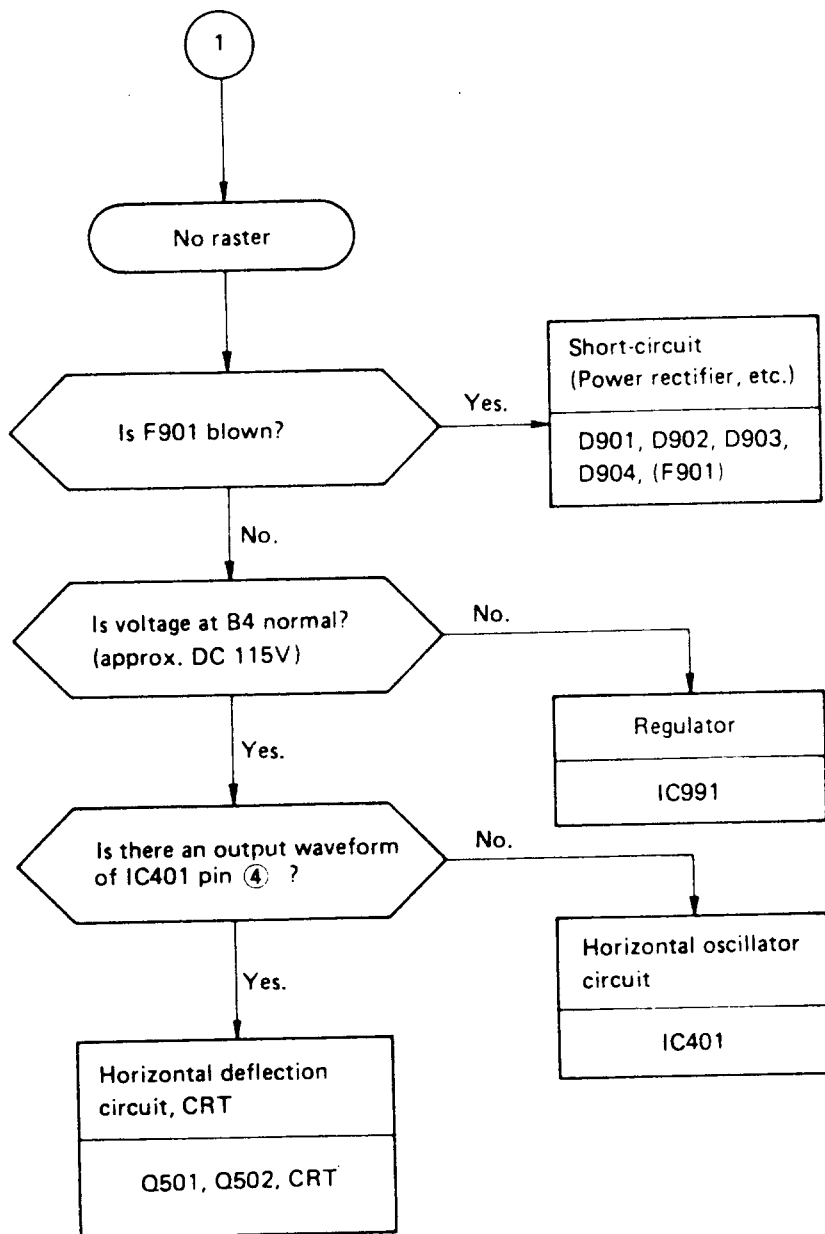 1
No raster
Is F901 blown?
Yes.
Short-circuit
(Power rectifier, etc.)
D901, D902, D903,
D904, (F901)
No.
Is voltage at B4 normal?
(approx. DC 115V)
No.
Regulator
IC991
Yes.
Is there an output waveform
of IC401 pin ④ ?
No.
Horizontal oscillator
circuit
IC401
Yes.
Horizontal deflection
circuit, CRT
Q501, Q502, CRT